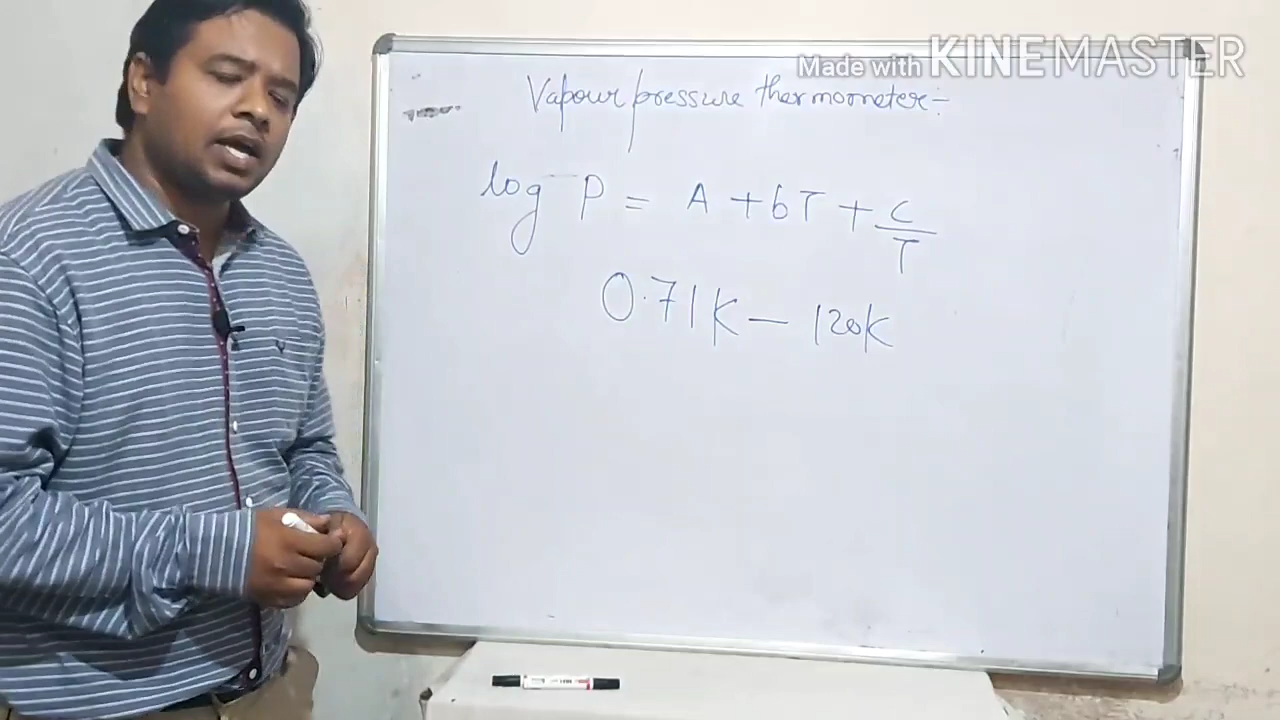 Made with KINEMASTER
Vapour pressure thermometer:-
log P = A + bT + C/T
0.71K - 120K